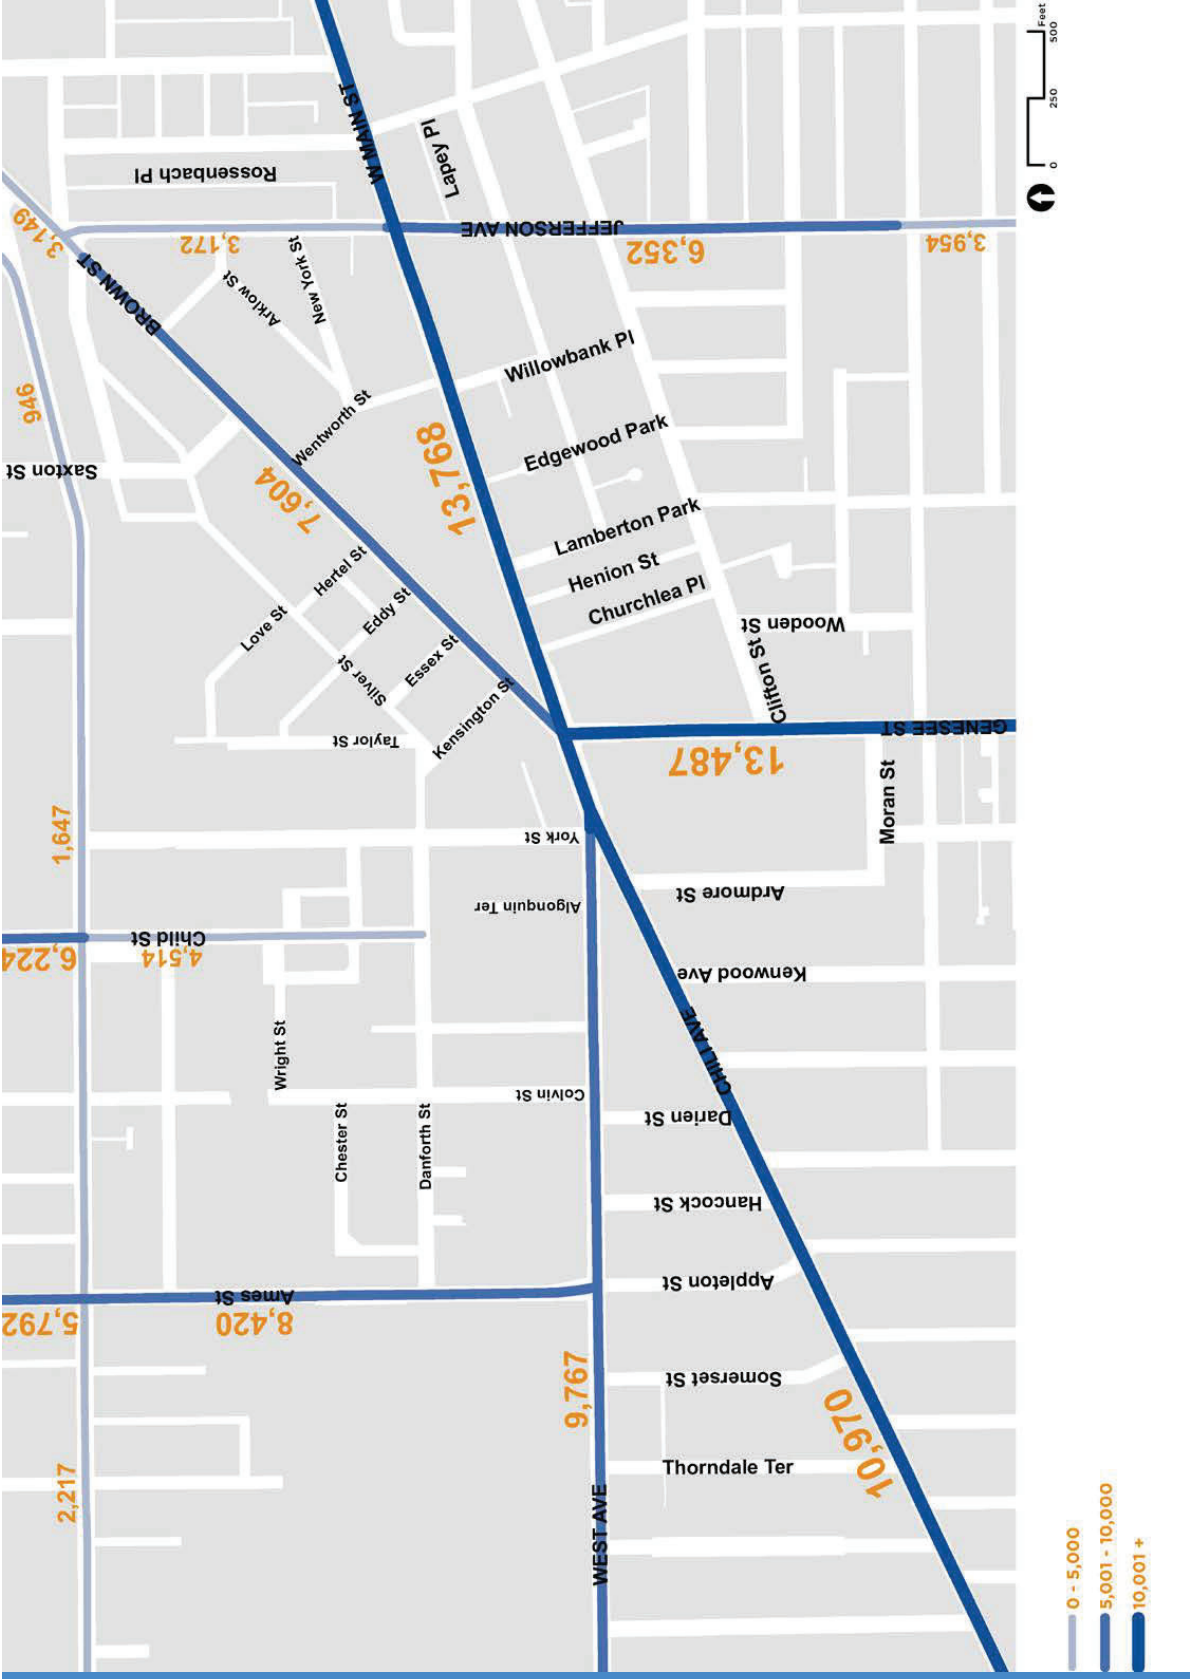 Feet
500
250
0
W MAIN ST
Lapey Pl
Rossenbach Pl
3,149
3,172
JEFFERSON AVE
6,352
3,954
BROWN ST
New York St
Arklow St
946
Willowbank Pl
Wentworth St
13,768
Edgewood Park
Saxton St
7,604
Lamberton Park
Hertel St
Henion St
Eddy St
Churchlea Pl
Love St
Wooden St
Essex St
Silver St
Clifton St
Kensington St
Taylor St
GENESEE ST
13,487
Moran St
1,647
York St
Ardmore St
Algonquin Ter
Child St
6,224
4,514
Kenwood Ave
Wright St
CHILI AVE
Colvin St
Darien St
Chester St
Danforth St
Hancock St
Appleton St
Ames St
5,792
8,420
Somerset St
9,767
10,970
Thorndale Ter
2,217
WEST AVE
0 - 5,000
5,001 - 10,000
10,001 +